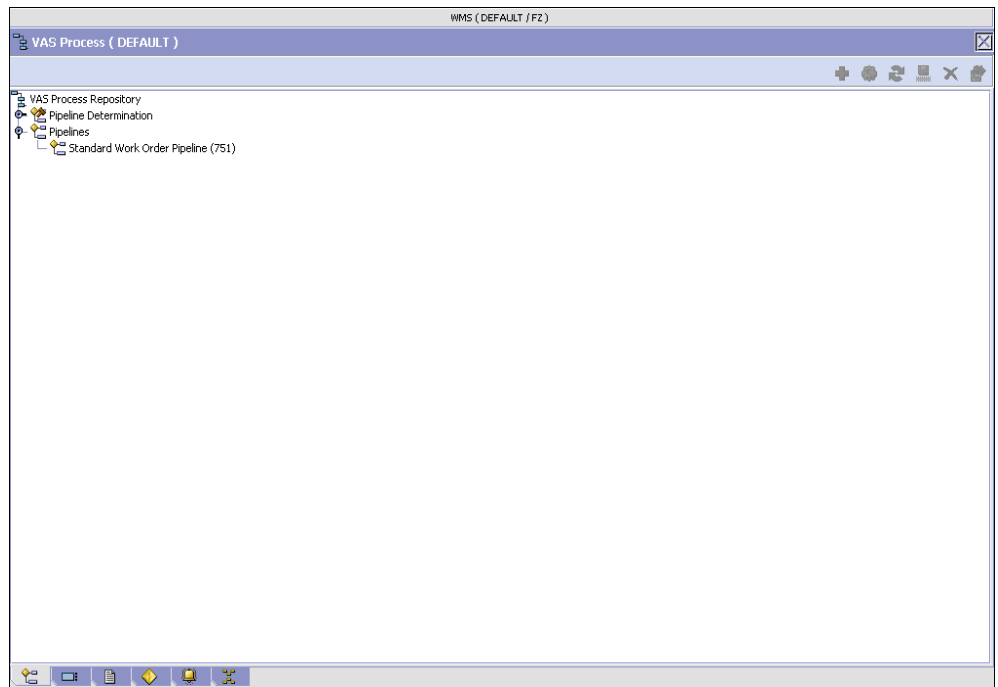 WMS ( DEFAULT / FZ )
VAS Process ( DEFAULT )
VAS Process Repository
Pipeline Determination
Pipelines
Standard Work Order Pipeline (751)